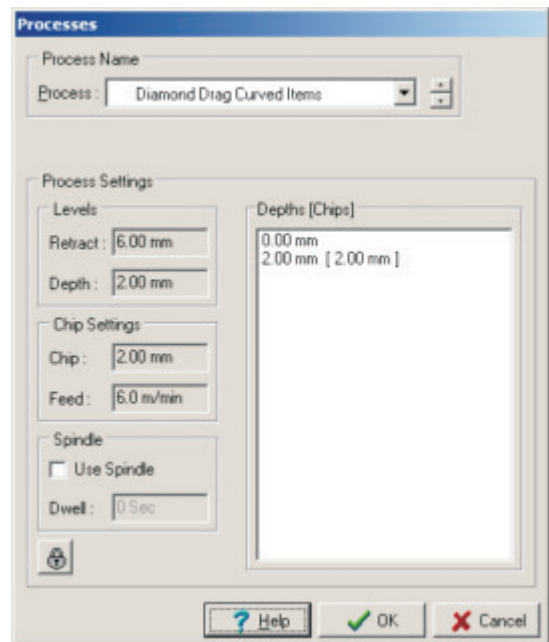 Processes
Process Name
Process : Diamond Drag Curved Items
Process Settings
Levels
Retract : 6.00 mm
Depth : 2.00 mm
Chip Settings
Chip : 2.00 mm
Feed : 6.0 m/min
Spindle
Use Spindle
Dwell : 0 Sec
Depths [Chips]
0.00 mm
2.00 mm [ 2.00 mm ]
? Help
OK
Cancel